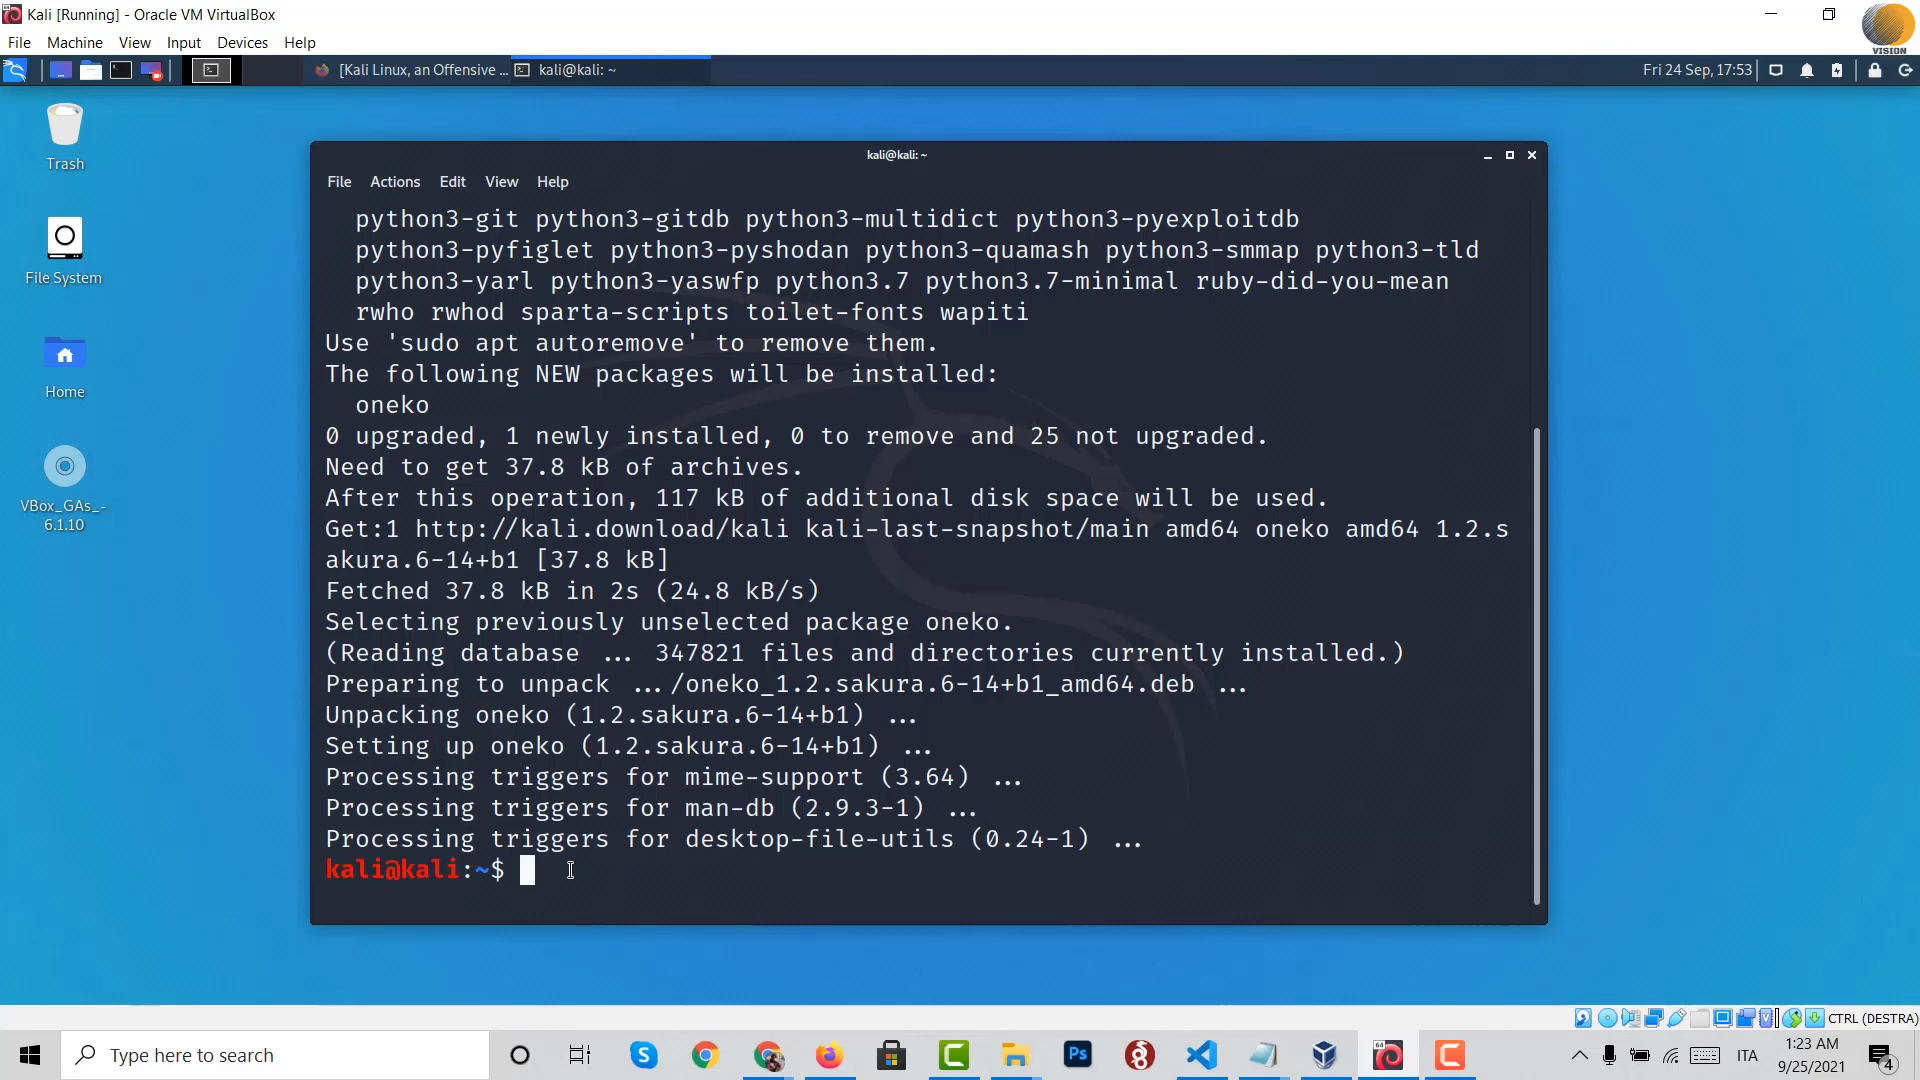 Kali [Running] - Oracle VM VirtualBox
File Machine View Input Devices Help
VISION
[Kali Linux, an Offensive ... kali@kali: ~
Fri 24 Sep, 17:53
Trash
File System
Home
VBox_GAs_-
6.1.10
kali@kali: ~
File Actions Edit View Help
python3-git python3-gitdb python3-multidict python3-pyexploitdb
python3-pyfiglet python3-pyshodan python3-quamash python3-smmap python3-tld
python3-yarl python3-yaswfp python3.7 python3.7-minimal ruby-did-you-mean
rwho rwhod sparta-scripts toilet-fonts wapiti
Use 'sudo apt autoremove' to remove them.
The following NEW packages will be installed:
oneko
0 upgraded, 1 newly installed, 0 to remove and 25 not upgraded.
Need to get 37.8 kB of archives.
After this operation, 117 kB of additional disk space will be used.
Get:1 http://kali.download/kali kali-last-snapshot/main amd64 oneko amd64 1.2.s
akura.6-14+b1 [37.8 kB]
Fetched 37.8 kB in 2s (24.8 kB/s)
Selecting previously unselected package oneko.
(Reading database ... 347821 files and directories currently installed.)
Preparing to unpack .../oneko_1.2.sakura.6-14+b1_amd64.deb ...
Unpacking oneko (1.2.sakura.6-14+b1) ...
Setting up oneko (1.2.sakura.6-14+b1) ...
Processing triggers for mime-support (3.64) ...
Processing triggers for man-db (2.9.3-1) ...
Processing triggers for desktop-file-utils (0.24-1) ...
kali@kali:~$
CTRL (DESTRA)
Type here to search
Ps
64
ITA
1:23 AM
9/25/2021
4